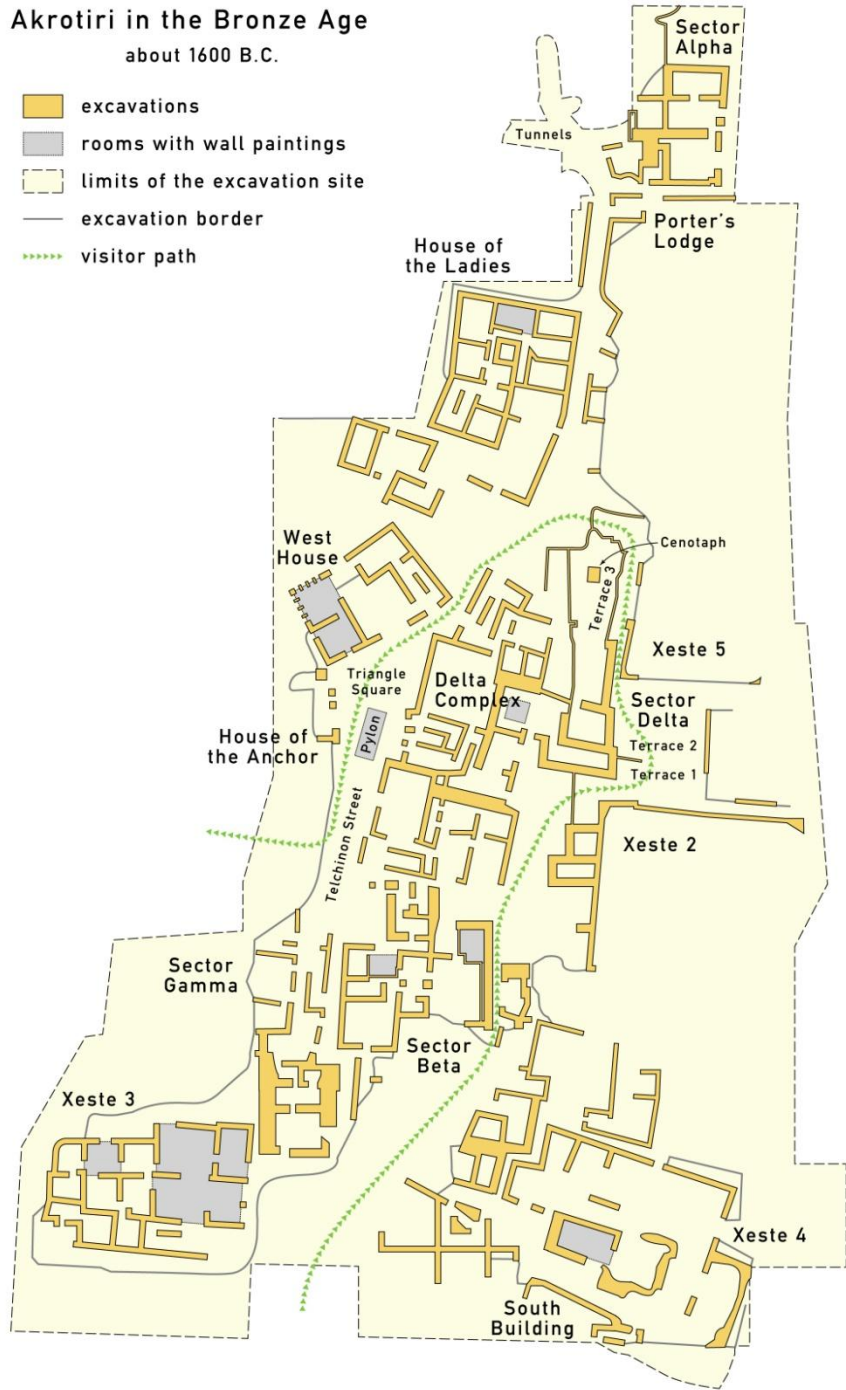 Akrotiri in the Bronze Age
about 1600 B.C.
excavations
rooms with wall paintings
limits of the excavation site
excavation border
visitor path
Sector
Alpha
Tunnels
Porter's
Lodge
House of
the Ladies
West
House
Cenotaph
Terrace 3
Xeste 5
Triangle
Square
Delta
Complex
Sector
Delta
House of
the Anchor
Pylon
Terrace 2
Terrace 1
Telchinon Street
Xeste 2
Sector
Gamma
Sector
Beta
Xeste 3
Xeste 4
South
Building